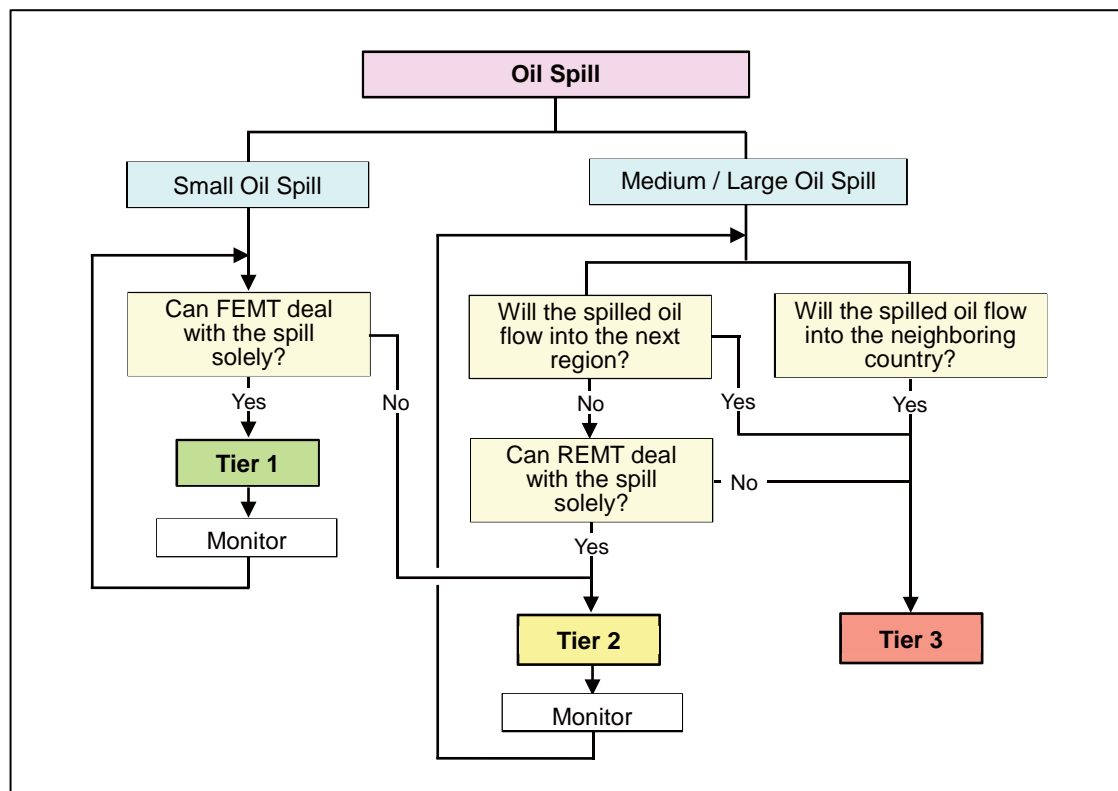 Oil Spill
Small Oil Spill
Medium / Large Oil Spill
Can FEMT deal
with the spill
solely?
Will the spilled oil
flow into the next
region?
Will the spilled oil flow
into the neighboring
country?
Yes
No
No
Yes
Yes
Tier 1
Can REMT deal
with the spill
solely?
No
Monitor
Yes
Tier 2
Tier 3
Monitor